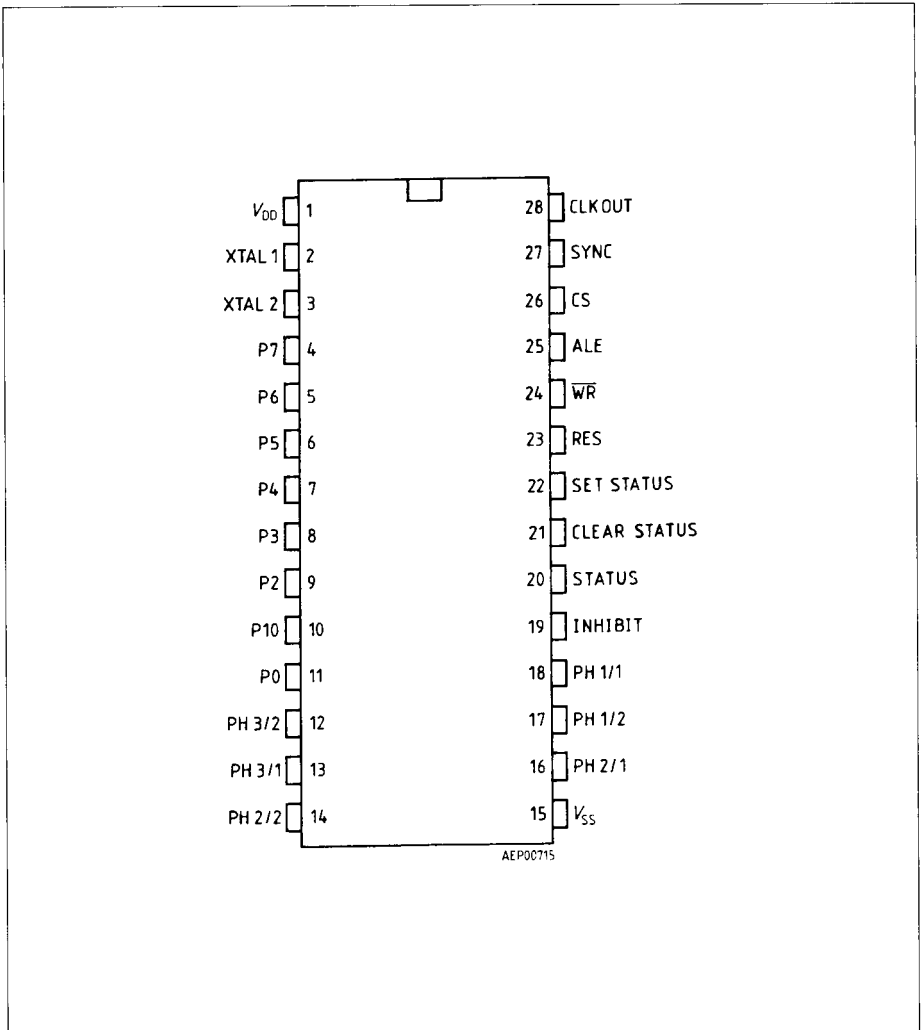 V_DD 1 28 CLKOUT
XTAL 1 2 27 SYNC
XTAL 2 3 26 CS
P7 4 25 ALE
P6 5 24 W̅R̅
P5 6 23 RES
P4 7 22 SET STATUS
P3 8 21 CLEAR STATUS
P2 9 20 STATUS
P10 10 19 INHIBIT
P0 11 18 PH 1/1
PH 3/2 12 17 PH 1/2
PH 3/1 13 16 PH 2/1
PH 2/2 14 15 V_SS
AEP00715